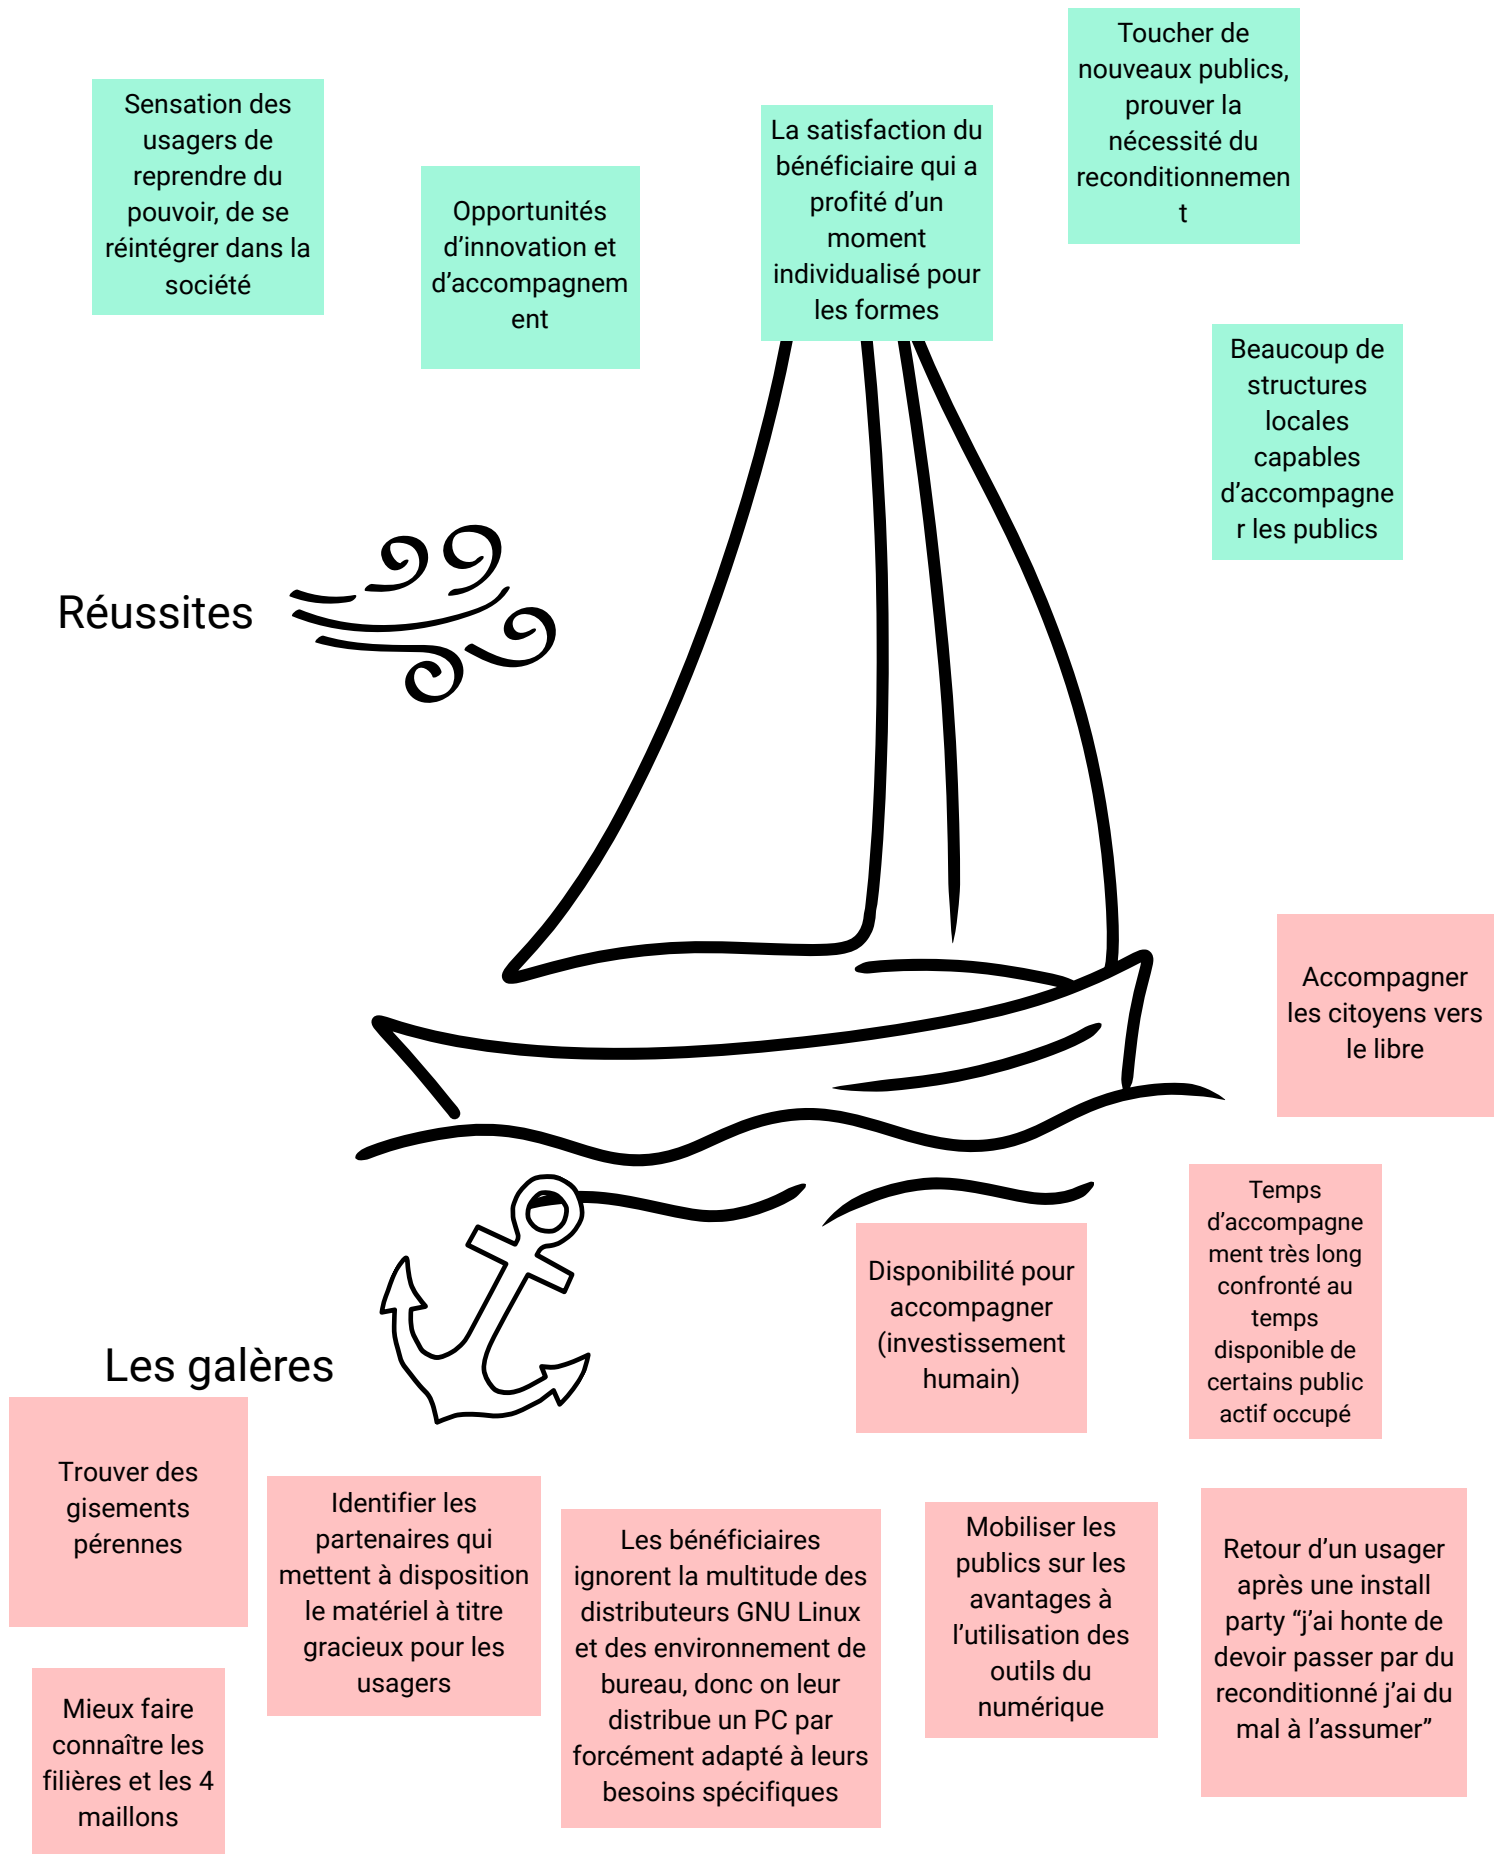 Toucher de
nouveaux publics,
prouver la
nécessité du
reconditionnemen
t
Sensation des
usagers de
reprendre du
pouvoir, de se
réintégrer dans la
société
Opportunités
d’innovation et
d’accompagnem
ent
La satisfaction du
bénéficiaire qui a
profité d’un
moment
individualisé pour
les formes
Beaucoup de
structures
locales
capables
d’accompagne
r les publics
Réussites
Accompagner
les citoyens vers
le libre
Temps
d’accompagne
ment très long
confronté au
temps
disponible de
certains public
actif occupé
Disponibilité pour
accompagner
(investissement
humain)
Les galères
Trouver des
gisements
pérennes
Identifier les
partenaires qui
mettent à disposition
le matériel à titre
gracieux pour les
usagers
Les bénéficiaires
ignorent la multitude des
distributeurs GNU Linux
et des environnement de
bureau, donc on leur
distribue un PC par
forcément adapté à leurs
besoins spécifiques
Mobiliser les
publics sur les
avantages à
l’utilisation des
outils du
numérique
Retour d’un usager
après une install
party “j’ai honte de
devoir passer par du
reconditionné j’ai du
mal à l’assumer”
Mieux faire
connaître les
filières et les 4
maillons